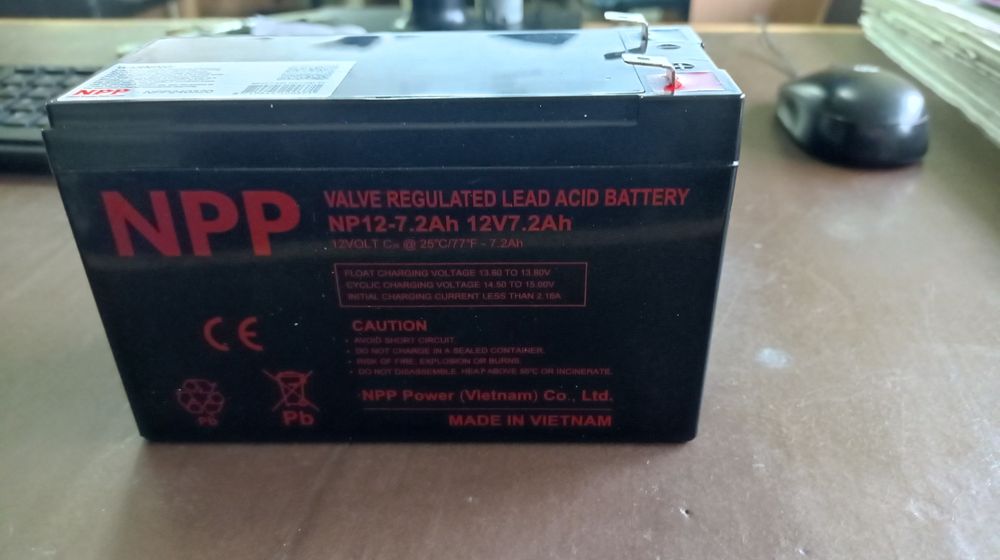 NPP
NPP
VALVE REGULATED LEAD ACID BATTERY
NP12-7.2Ah 12V7.2Ah
12VOLT C₂₀ @ 25°C/77°F - 7.2Ah
FLOAT CHARGING VOLTAGE 13.60 TO 13.80V
CYCLIC CHARGING VOLTAGE 14.50 TO 15.00V
INITIAL CHARGING CURRENT LESS THAN 2.16A
CE
CAUTION
• AVOID SHORT CIRCUIT.
• DO NOT CHARGE IN A SEALED CONTAINER.
• RISK OF FIRE, EXPLOSION OR BURNS.
• DO NOT DISASSEMBLE, HEAP ABOVE OR INCINERATE.
Pb
Pb
NPP Power (Vietnam) Co., Ltd.
MADE IN VIETNAM